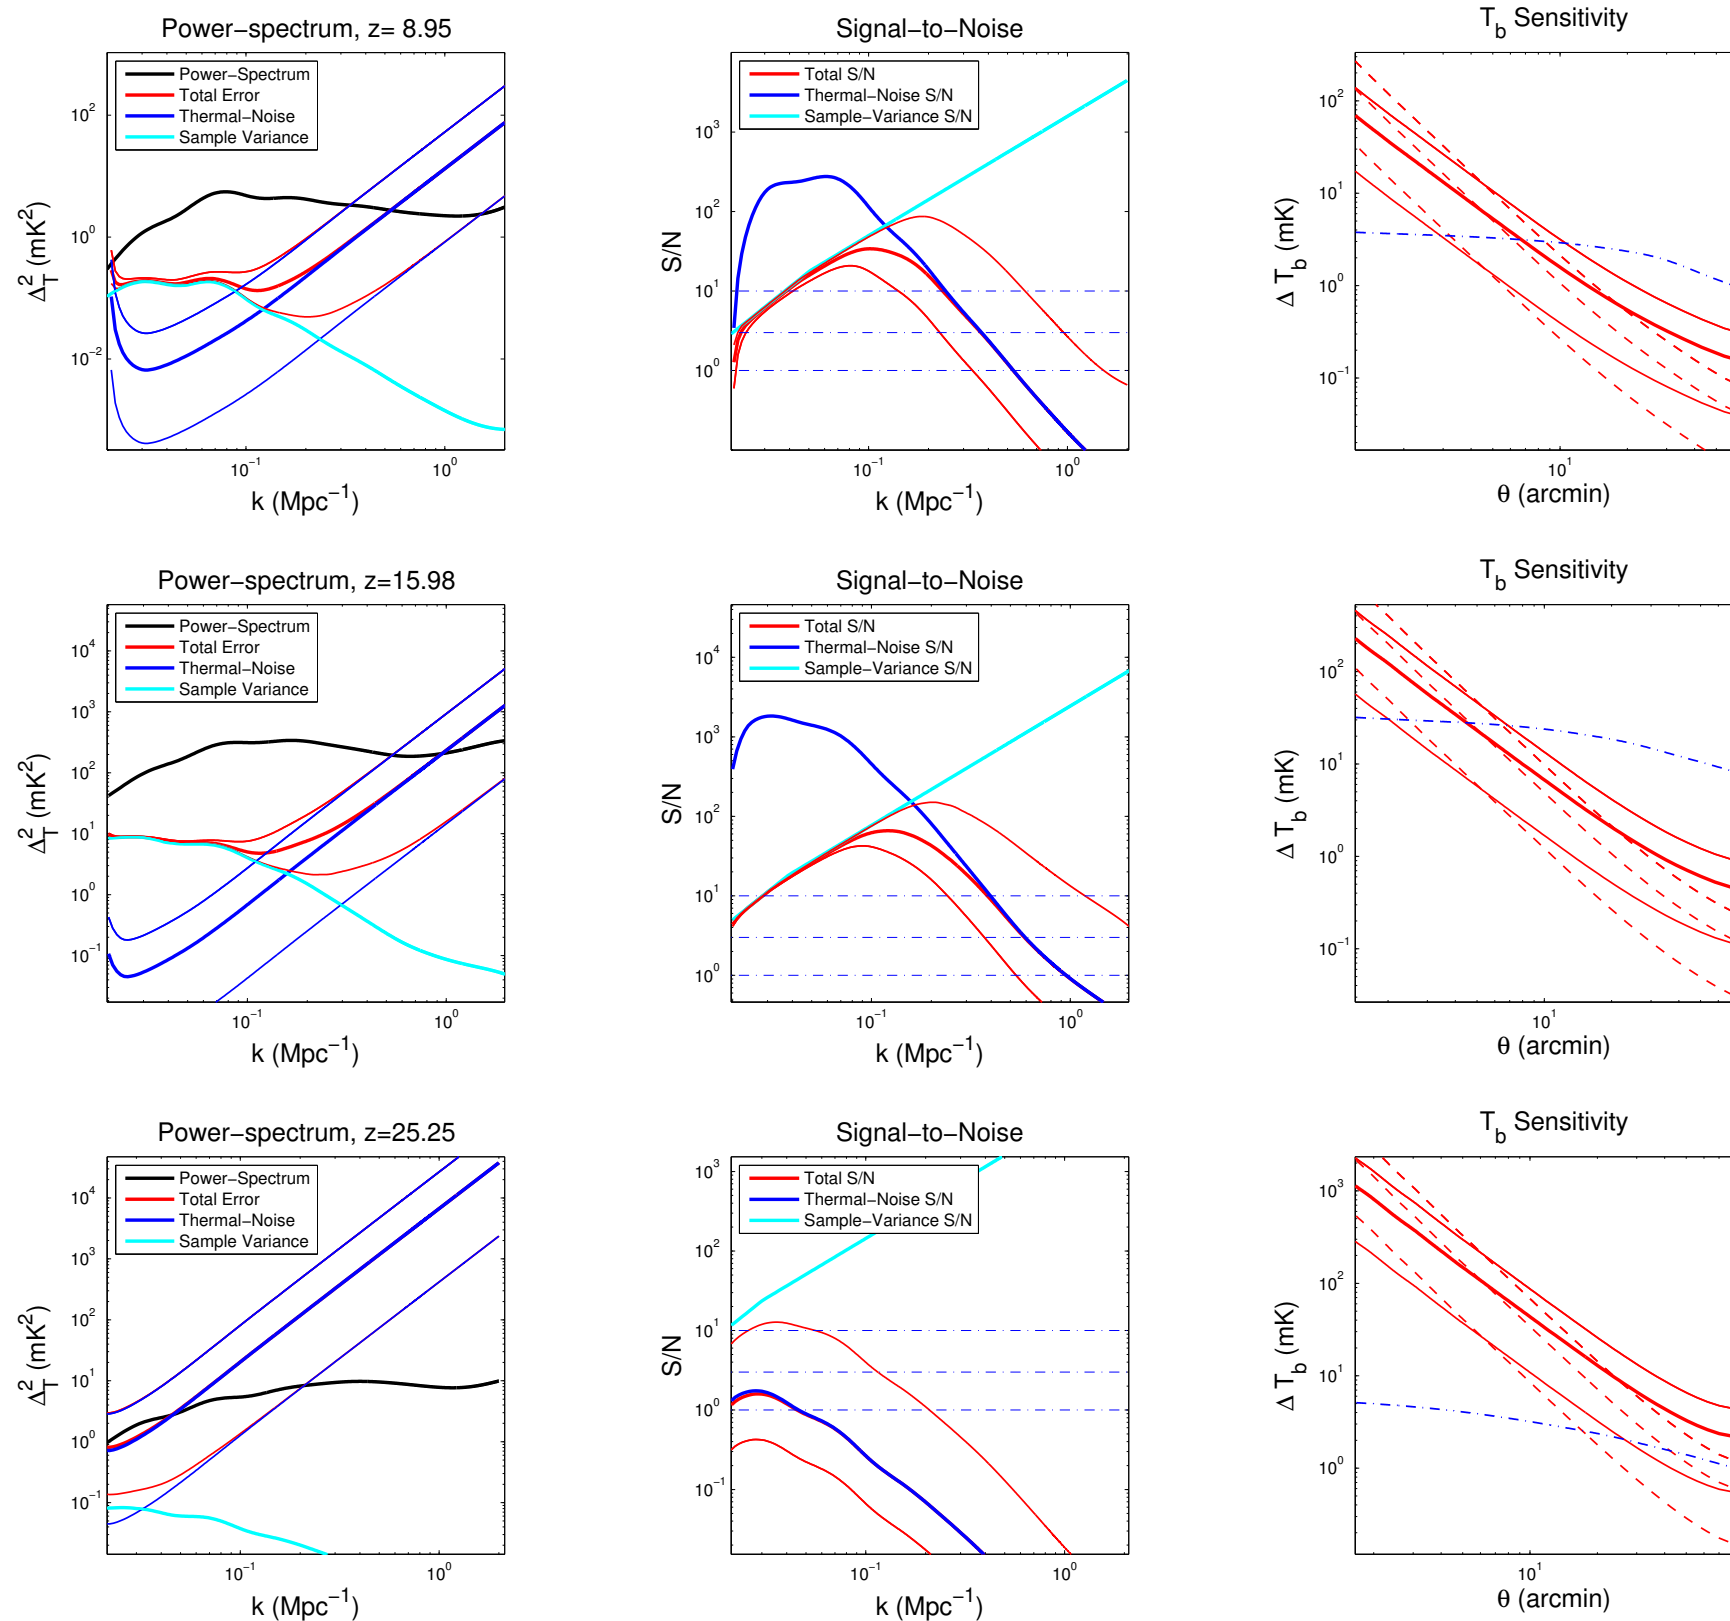 Power−spectrum, z= 8.95
Power−Spectrum
Total Error
Thermal−Noise
Sample Variance
10^2
10^0
10^−2
Δ_T^2 (mK^2)
10^−1
10^0
k (Mpc^−1)
Signal−to−Noise
Total S/N
Thermal−Noise S/N
Sample−Variance S/N
10^3
10^2
10^1
10^0
S/N
10^−1
10^0
k (Mpc^−1)
T_b Sensitivity
10^2
10^1
10^0
10^−1
Δ T_b (mK)
10^1
θ (arcmin)
Power−spectrum, z=15.98
Power−Spectrum
Total Error
Thermal−Noise
Sample Variance
10^4
10^3
10^2
10^1
10^0
10^−1
Δ_T^2 (mK^2)
10^−1
10^0
k (Mpc^−1)
Signal−to−Noise
Total S/N
Thermal−Noise S/N
Sample−Variance S/N
10^4
10^3
10^2
10^1
10^0
S/N
10^−1
10^0
k (Mpc^−1)
T_b Sensitivity
10^2
10^1
10^0
10^−1
Δ T_b (mK)
10^1
θ (arcmin)
Power−spectrum, z=25.25
Power−Spectrum
Total Error
Thermal−Noise
Sample Variance
10^4
10^3
10^2
10^1
10^0
10^−1
Δ_T^2 (mK^2)
10^−1
10^0
k (Mpc^−1)
Signal−to−Noise
Total S/N
Thermal−Noise S/N
Sample−Variance S/N
10^3
10^2
10^1
10^0
10^−1
S/N
10^−1
10^0
k (Mpc^−1)
T_b Sensitivity
10^3
10^2
10^1
10^0
Δ T_b (mK)
10^1
θ (arcmin)